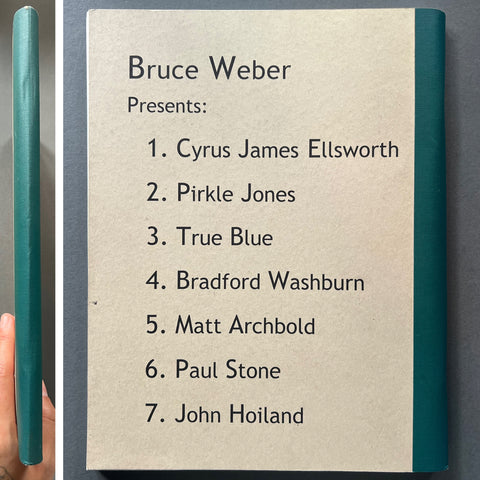 Bruce Weber
Presents:
1. Cyrus James Ellsworth
2. Pirkle Jones
3. True Blue
4. Bradford Washburn
5. Matt Archbold
6. Paul Stone
7. John Hoiland